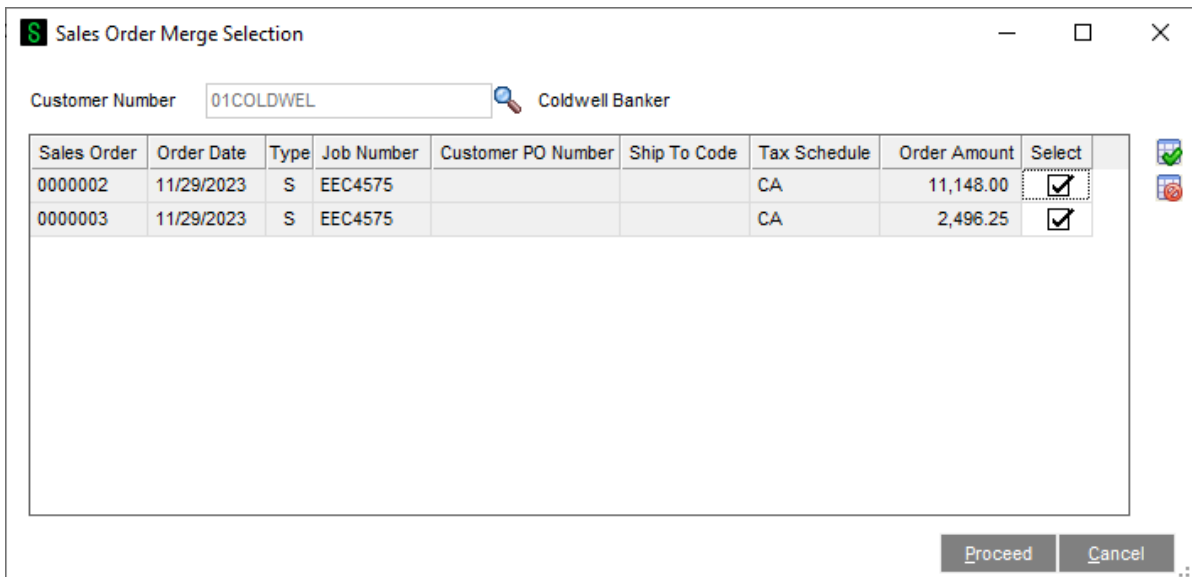 S Sales Order Merge Selection
Customer Number 01COLDWEL Coldwell Banker
Sales Order Order Date Type Job Number Customer PO Number Ship To Code Tax Schedule Order Amount Select
0000002 11/29/2023 S EEC4575 CA 11,148.00
0000003 11/29/2023 S EEC4575 CA 2,496.25
Proceed Cancel